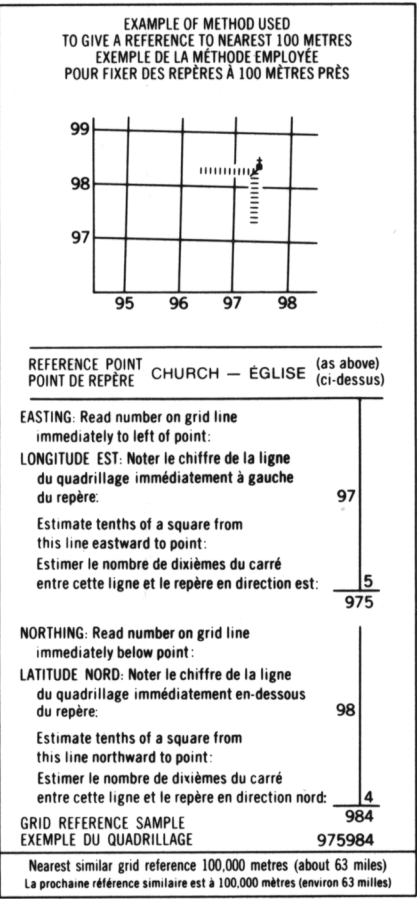 EXAMPLE OF METHOD USED
TO GIVE A REFERENCE TO NEAREST 100 METRES
EXEMPLE DE LA MÉTHODE EMPLOYÉE
POUR FIXER DES REPÈRES À 100 MÈTRES PRÈS
99
98
97
95 96 97 98
REFERENCE POINT
POINT DE REPÈRE
CHURCH — ÉGLISE
(as above)
(ci-dessus)
EASTING: Read number on grid line
immediately to left of point:
LONGITUDE EST: Noter le chiffre de la ligne
du quadrillage immédiatement à gauche
du repère: 97
Estimate tenths of a square from
this line eastward to point:
Estimer le nombre de dixièmes du carré
entre cette ligne et le repère en direction est: 5
975
NORTHING: Read number on grid line
immediately below point:
LATITUDE NORD: Noter le chiffre de la ligne
du quadrillage immédiatement en-dessous
du repère: 98
Estimate tenths of a square from
this line northward to point:
Estimer le nombre de dixièmes du carré
entre cette ligne et le repère en direction nord: 4
984
GRID REFERENCE SAMPLE
EXEMPLE DU QUADRILLAGE 975984
Nearest similar grid reference 100,000 metres (about 63 miles)
La prochaine référence similaire est à 100,000 mètres (environ 63 milles)